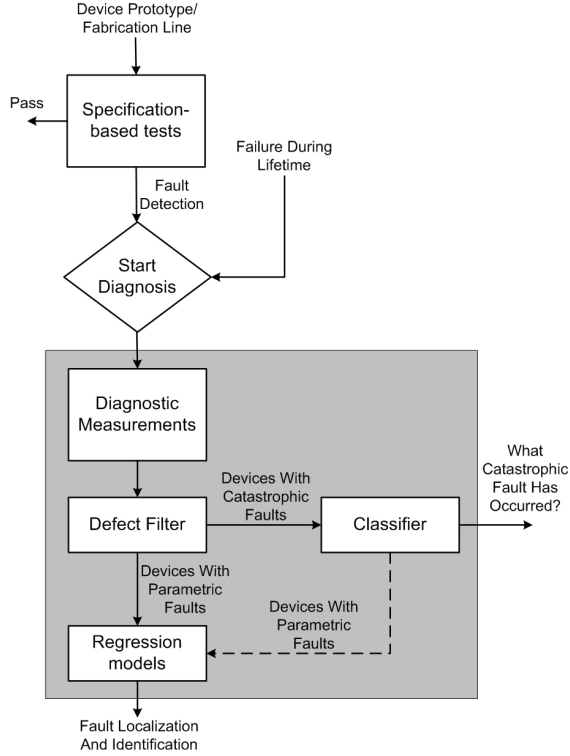 Device Prototype/
Fabrication Line
Pass
Specification-
based tests
Failure During
Lifetime
Fault
Detection
Start
Diagnosis
Diagnostic
Measurements
What
Catastrophic
Fault Has
Occurred?
Devices With
Catastrophic
Faults
Defect Filter
Classifier
Devices With
Parametric
Faults
Devices With
Parametric
Faults
Regression
models
Fault Localization
And Identification